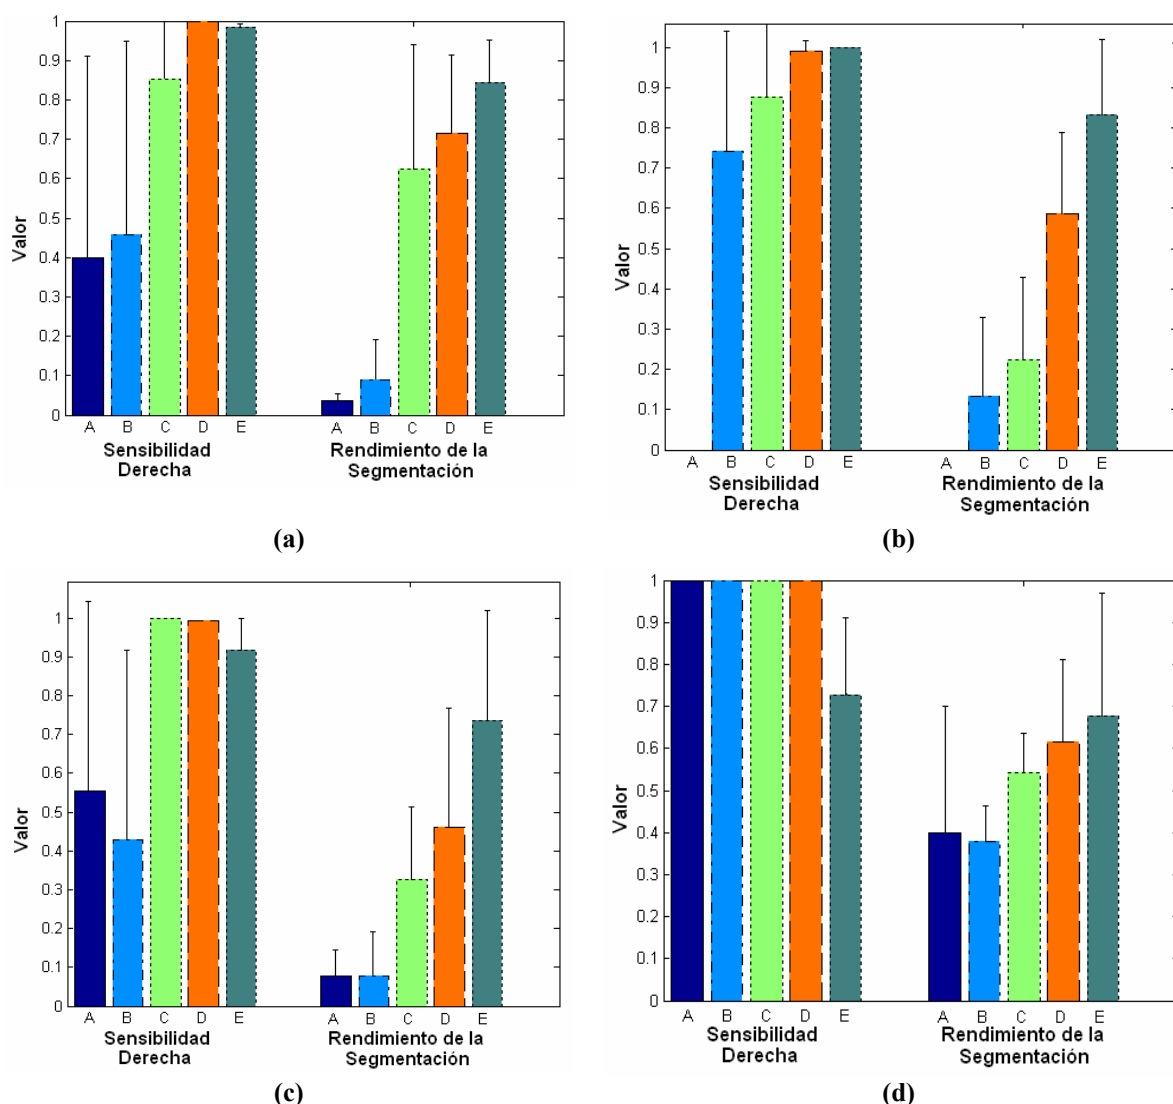 1
0.9
0.8
0.7
0.6
0.5
0.4
0.3
0.2
0.1
0
Valor
A B C D E A B C D E
Sensibilidad
Derecha
Rendimiento de la
Segmentación
(a)
1
0.9
0.8
0.7
0.6
0.5
0.4
0.3
0.2
0.1
0
Valor
A B C D E A B C D E
Sensibilidad
Derecha
Rendimiento de la
Segmentación
(b)
1
0.9
0.8
0.7
0.6
0.5
0.4
0.3
0.2
0.1
0
Valor
A B C D E A B C D E
Sensibilidad
Derecha
Rendimiento de la
Segmentación
(c)
1
0.9
0.8
0.7
0.6
0.5
0.4
0.3
0.2
0.1
0
Valor
A B C D E A B C D E
Sensibilidad
Derecha
Rendimiento de la
Segmentación
(d)